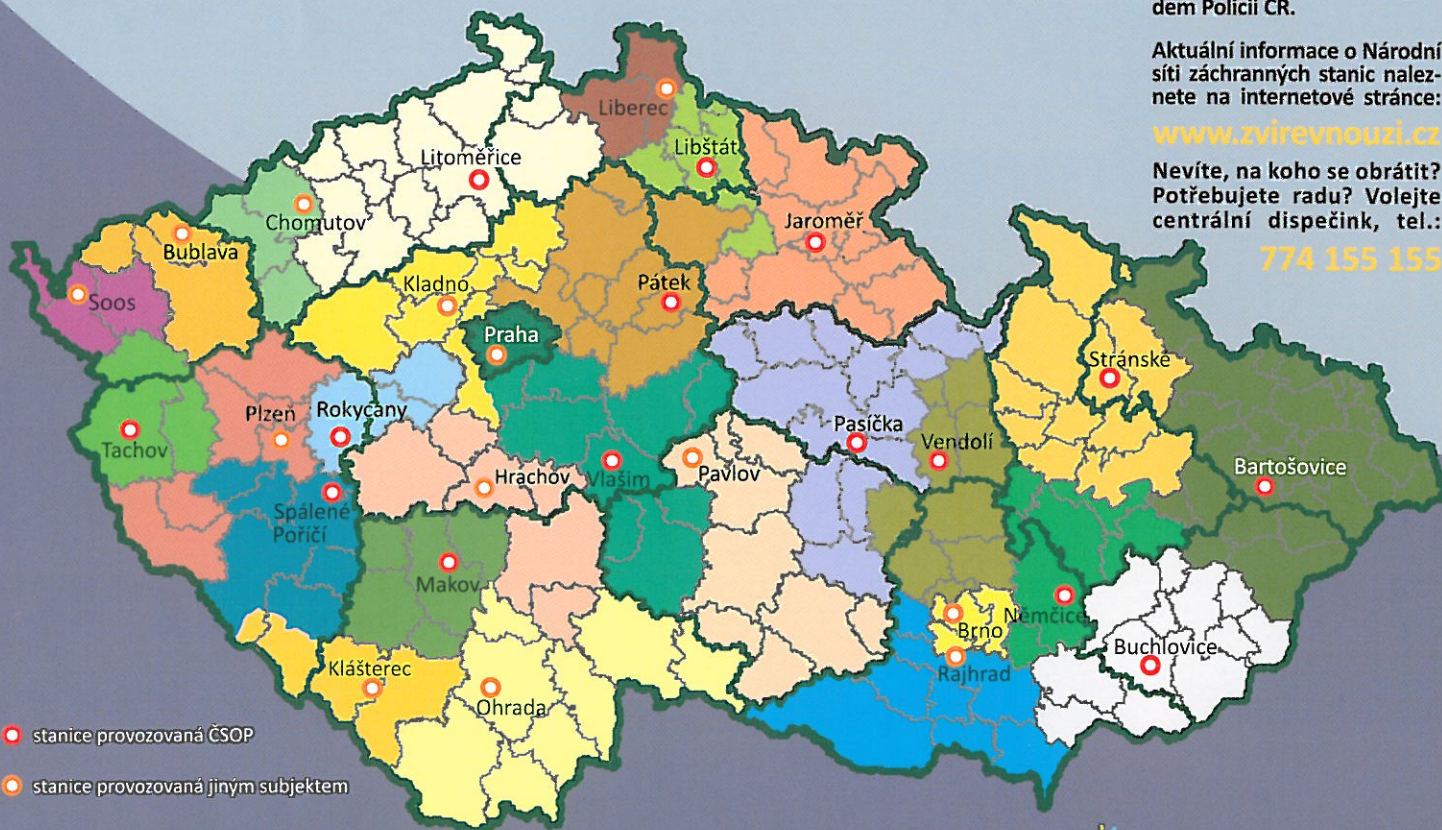 dem Policii ČR.
Aktuální informace o Národní
síti záchranných stanic nalez-
nete na internetové stránce:
www.zvirevnouzi.cz
Nevíte, na koho se obrátit?
Potřebujete radu? Volejte
centrální dispečink, tel.:
774 155 155
Liberec
Libštát
Litoměřice
Chomutov
Jaroměř
Bublava
Kladno
Pátek
Soos
Praha
Stránské
Plzeň
Rokycany
Pasíčka
Vendolí
Tachov
Hrachov
Vlašim
Pavlov
Bartošovice
Spálené
Poříčí
Makov
Němčice
Brno
Buchlovice
Klášterec
Rajhrad
Ohrada
stanice provozovaná ČSOP
stanice provozovaná jiným subjektem